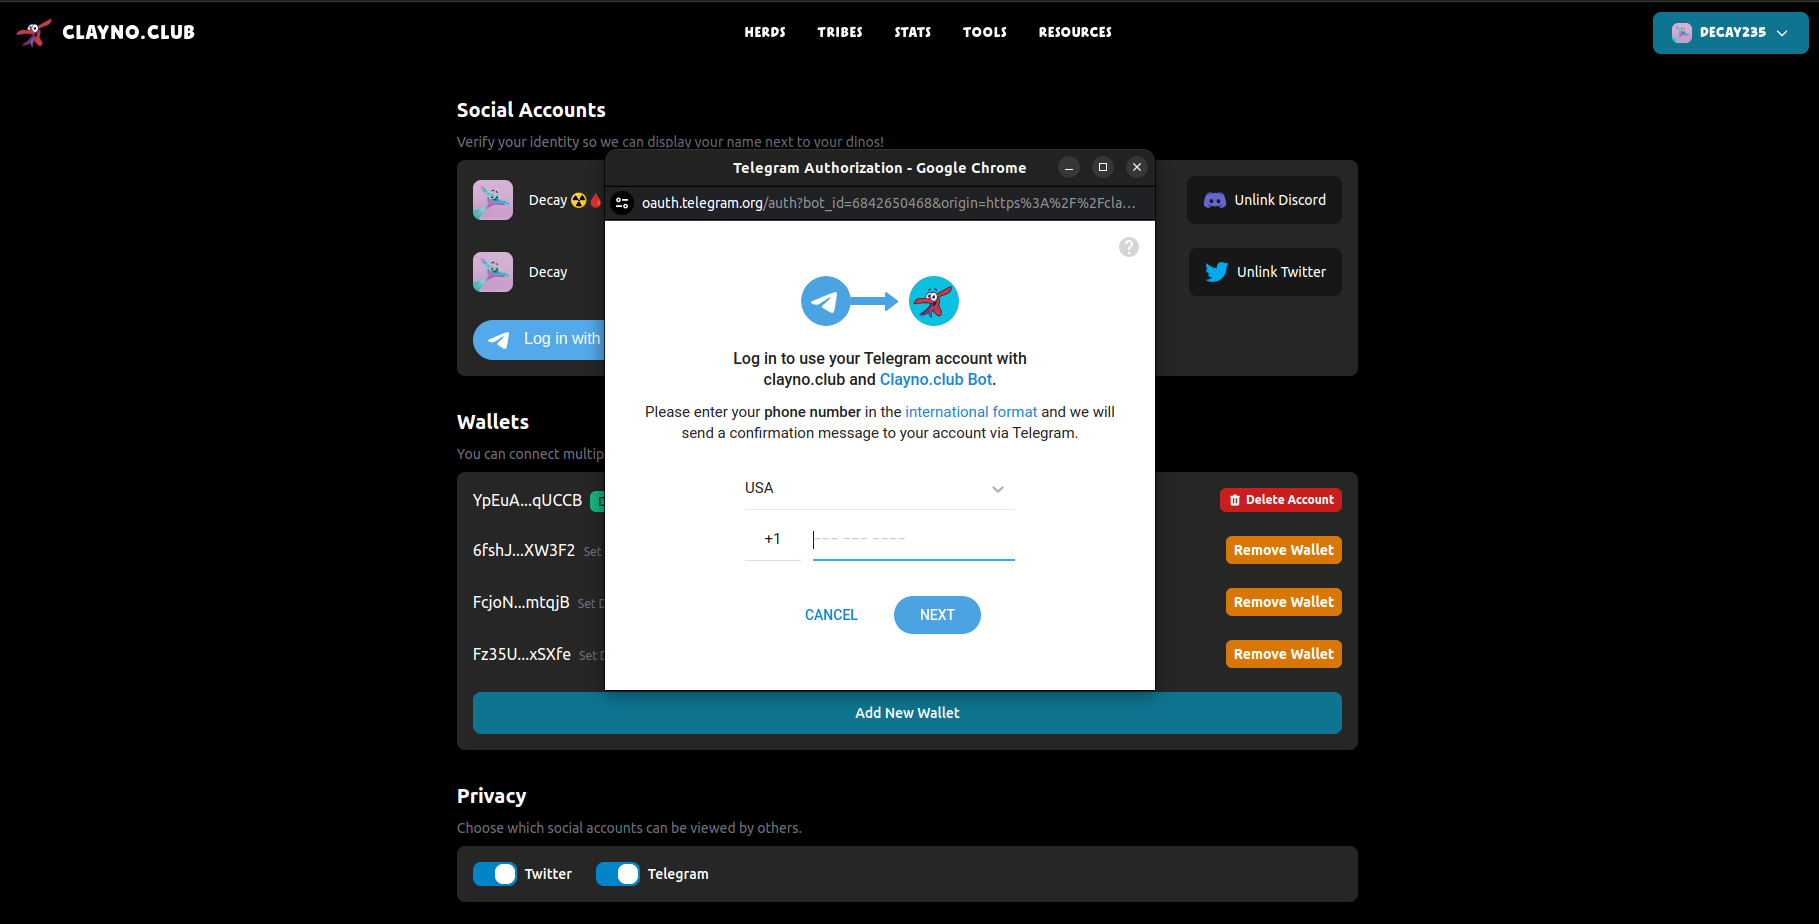 CLAYNO.CLUB
HERDS TRIBES STATS TOOLS RESOURCES
DECAY235
Social Accounts
Verify your identity so we can display your name next to your dinos!
Decay ☢️🩸
Unlink Discord
Decay
Unlink Twitter
Log in with
Telegram Authorization - Google Chrome
oauth.telegram.org/auth?bot_id=6842650468&origin=https%3A%2F%2Fcla...
?
Log in to use your Telegram account with
clayno.club and Clayno.club Bot.
Please enter your phone number in the international format and we will
send a confirmation message to your account via Telegram.
USA
+1 --- --- ----
CANCEL NEXT
Wallets
You can connect multip
YpEuA...qUCCB D
Delete Account
6fshJ...XW3F2 Set
Remove Wallet
FcjoN...mtqjB Set D
Remove Wallet
Fz35U...xSXfe Set D
Remove Wallet
Add New Wallet
Privacy
Choose which social accounts can be viewed by others.
Twitter Telegram